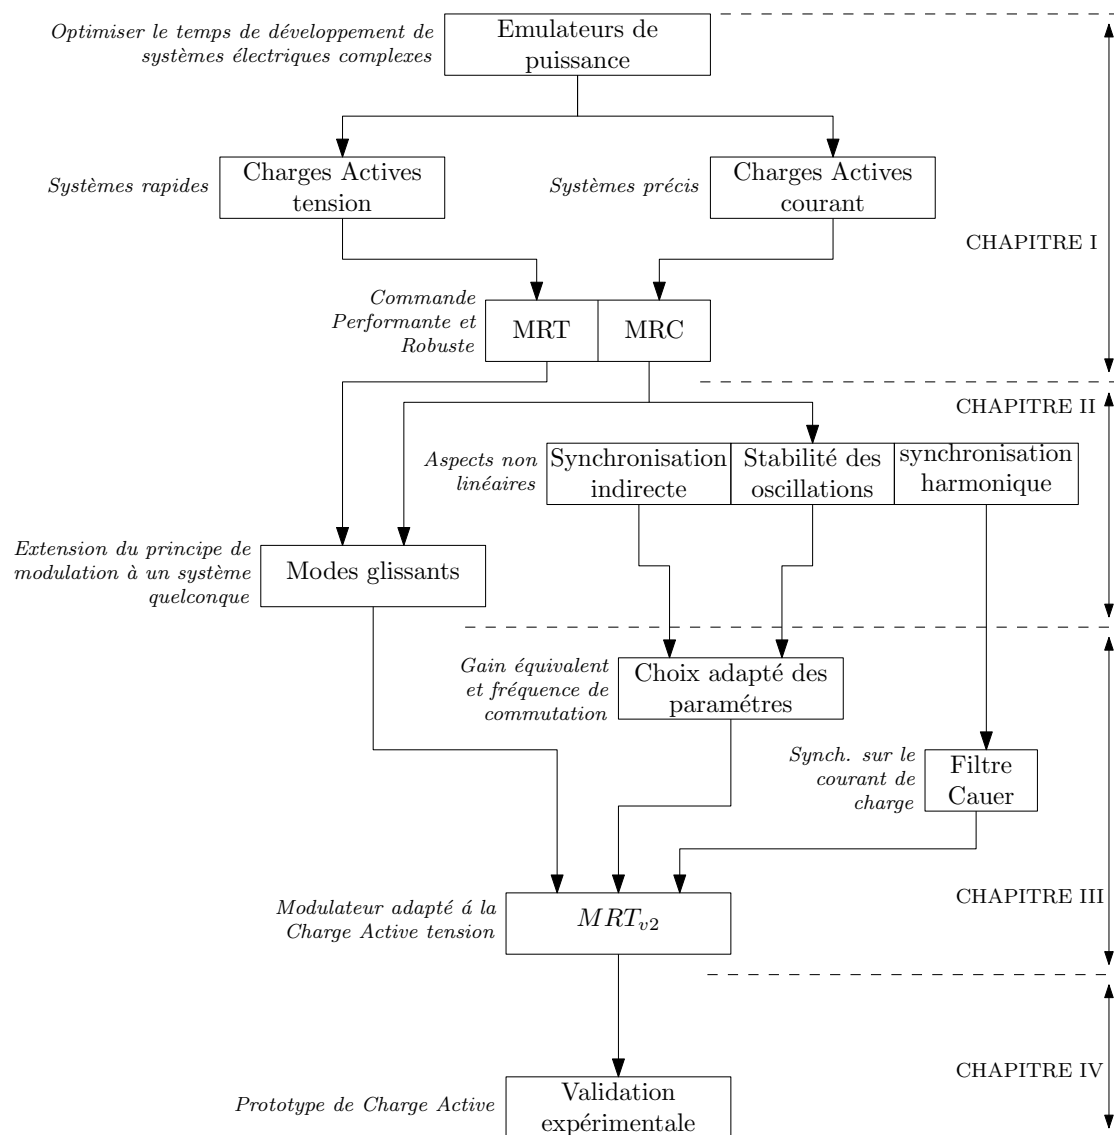 Optimiser le temps de développement de
systèmes électriques complexes
Emulateurs de
puissance
Systèmes rapides
Charges Actives
tension
Systèmes précis
Charges Actives
courant
CHAPITRE I
Commande
Performante et
Robuste
MRT
MRC
CHAPITRE II
Aspects non
linéaires
Synchronisation
indirecte
Stabilité des
oscillations
synchronisation
harmonique
Extension du principe de
modulation à un système
quelconque
Modes glissants
Gain équivalent
et fréquence de
commutation
Choix adapté des
paramétres
Synch. sur le
courant de
charge
Filtre
Cauer
Modulateur adapté á la
Charge Active tension
MRTv2
CHAPITRE III
CHAPITRE IV
Prototype de Charge Active
Validation
expérimentale